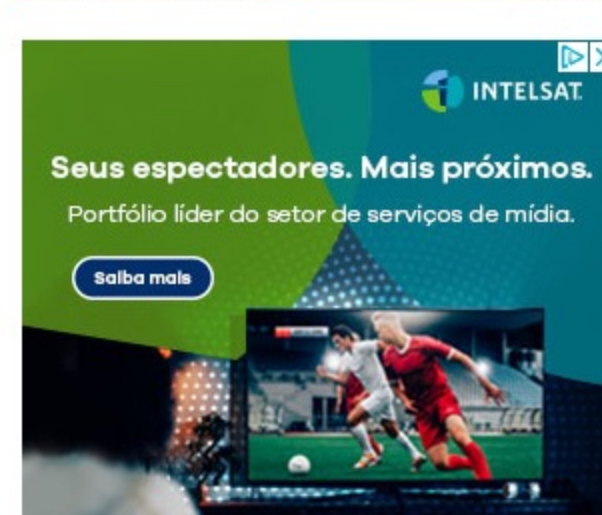 INTELSAT
Seus espectadores. Mais próximos.
Portfólio líder do setor de serviços de mídia.
Saiba mais